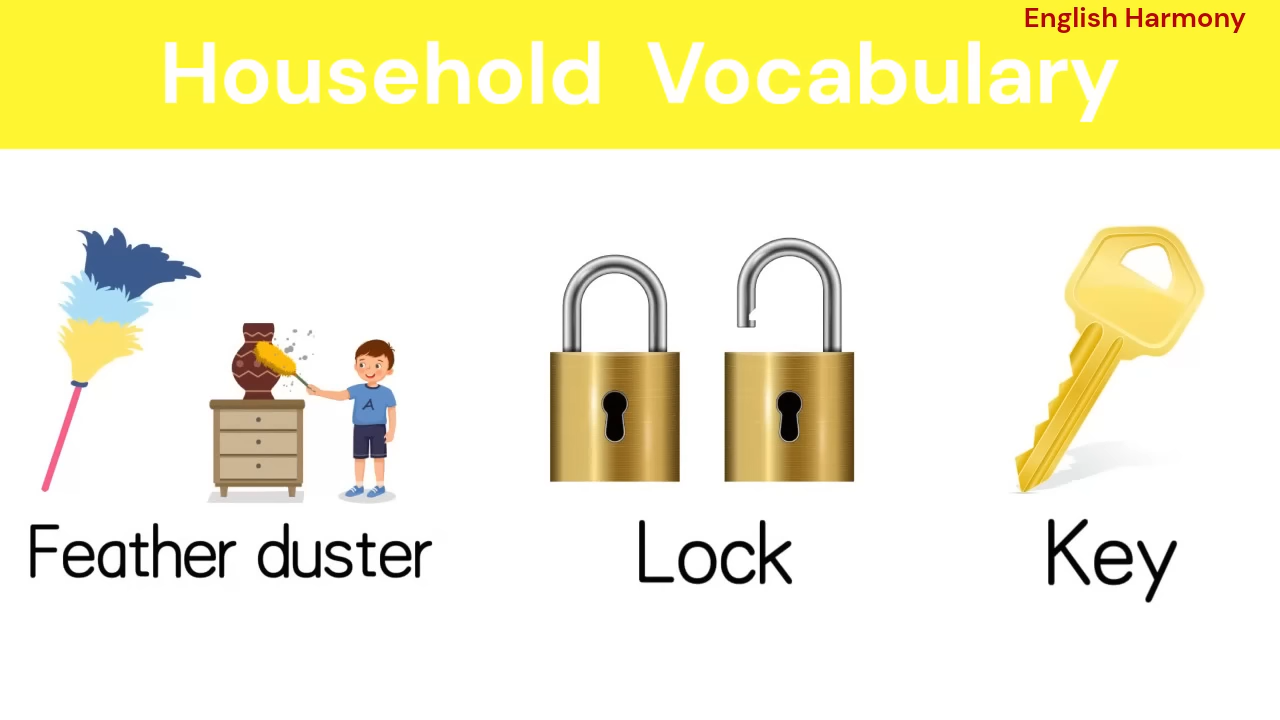 English Harmony
Household Vocabulary
A
Feather duster
Lock
Key